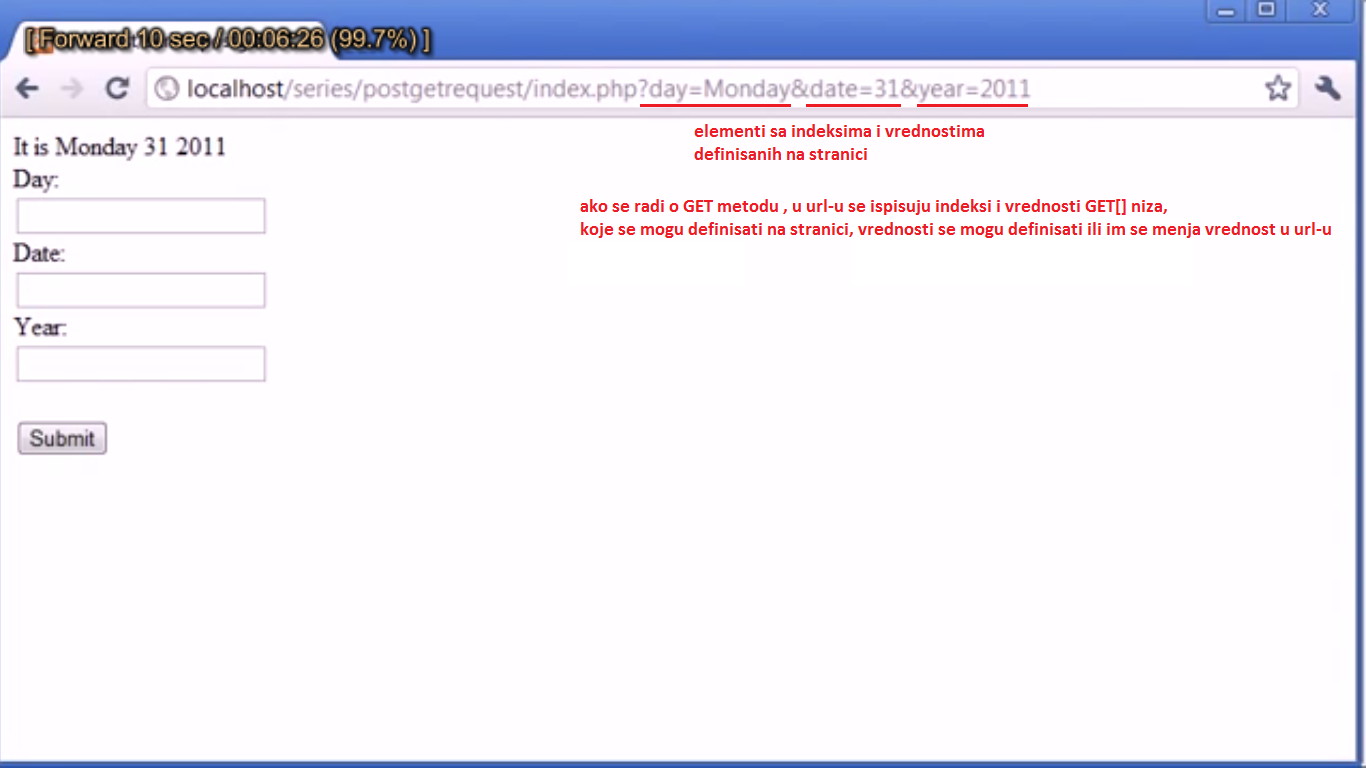 [ Forward 10 sec / 00:06:26 (99.7%) ]
localhost/series/postgetrequest/index.php?day=Monday&date=31&year=2011
elementi sa indeksima i vrednostima
definisanih na stranici
It is Monday 31 2011
Day:
ako se radi o GET metodu , u url-u se ispisuju indeksi i vrednosti GET[] niza,
koje se mogu definisati na stranici, vrednosti se mogu definisati ili im se menja vrednost u url-u
Date:
Year:
Submit